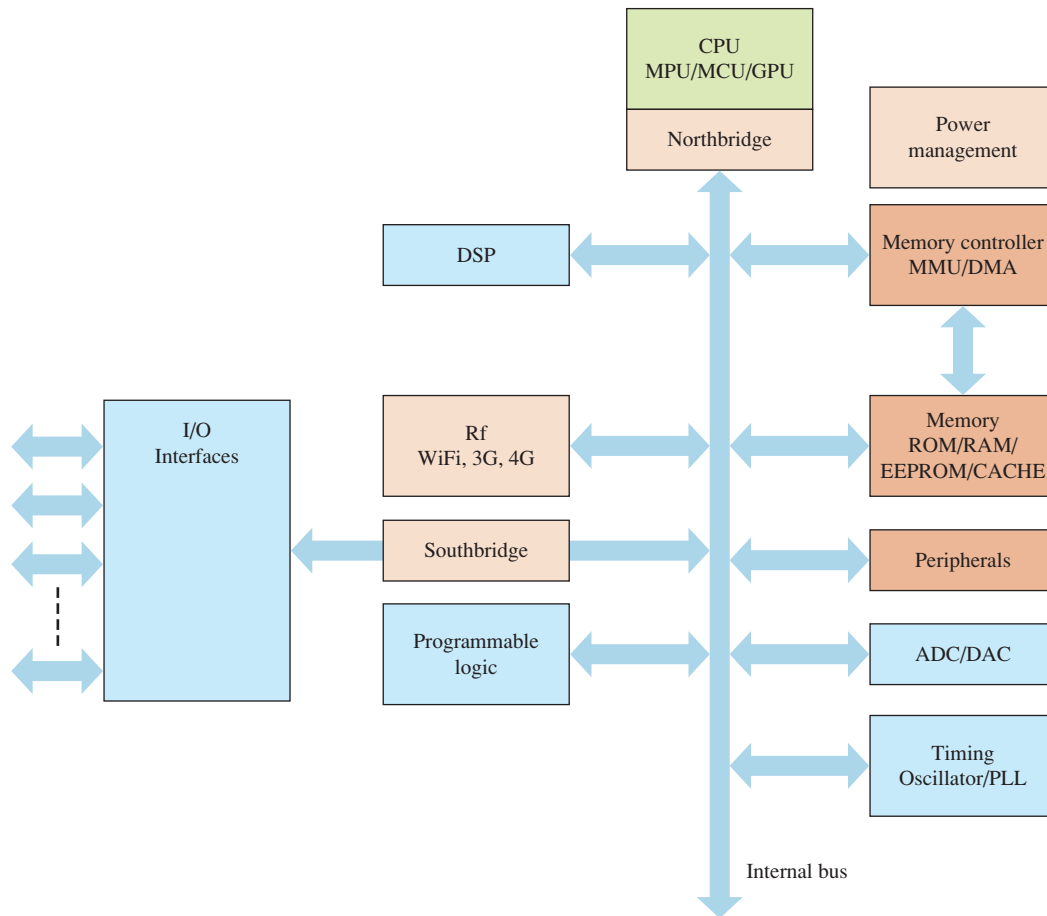 CPU
MPU/MCU/GPU
Northbridge
Power
management
DSP
Memory controller
MMU/DMA
I/O
Interfaces
Rf
WiFi, 3G, 4G
Memory
ROM/RAM/
EEPROM/CACHE
Southbridge
Peripherals
Programmable
logic
ADC/DAC
Timing
Oscillator/PLL
Internal bus